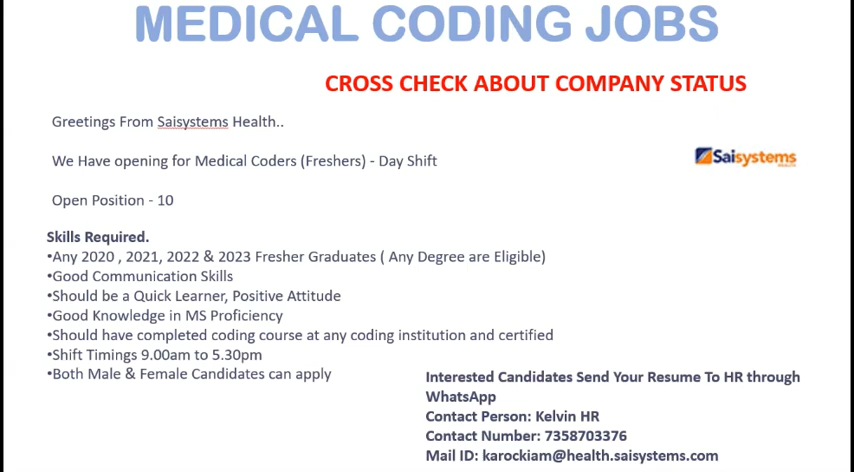 MEDICAL CODING JOBS
CROSS CHECK ABOUT COMPANY STATUS
Greetings From Saisystems Health..
We Have opening for Medical Coders (Freshers) - Day Shift
Saisystems
HEALTH
Open Position - 10
Skills Required.
•Any 2020 , 2021, 2022 & 2023 Fresher Graduates ( Any Degree are Eligible)
•Good Communication Skills
•Should be a Quick Learner, Positive Attitude
•Good Knowledge in MS Proficiency
•Should have completed coding course at any coding institution and certified
•Shift Timings 9.00am to 5.30pm
•Both Male & Female Candidates can apply
Interested Candidates Send Your Resume To HR through
WhatsApp
Contact Person: Kelvin HR
Contact Number: 7358703376
Mail ID: karockiam@health.saisystems.com